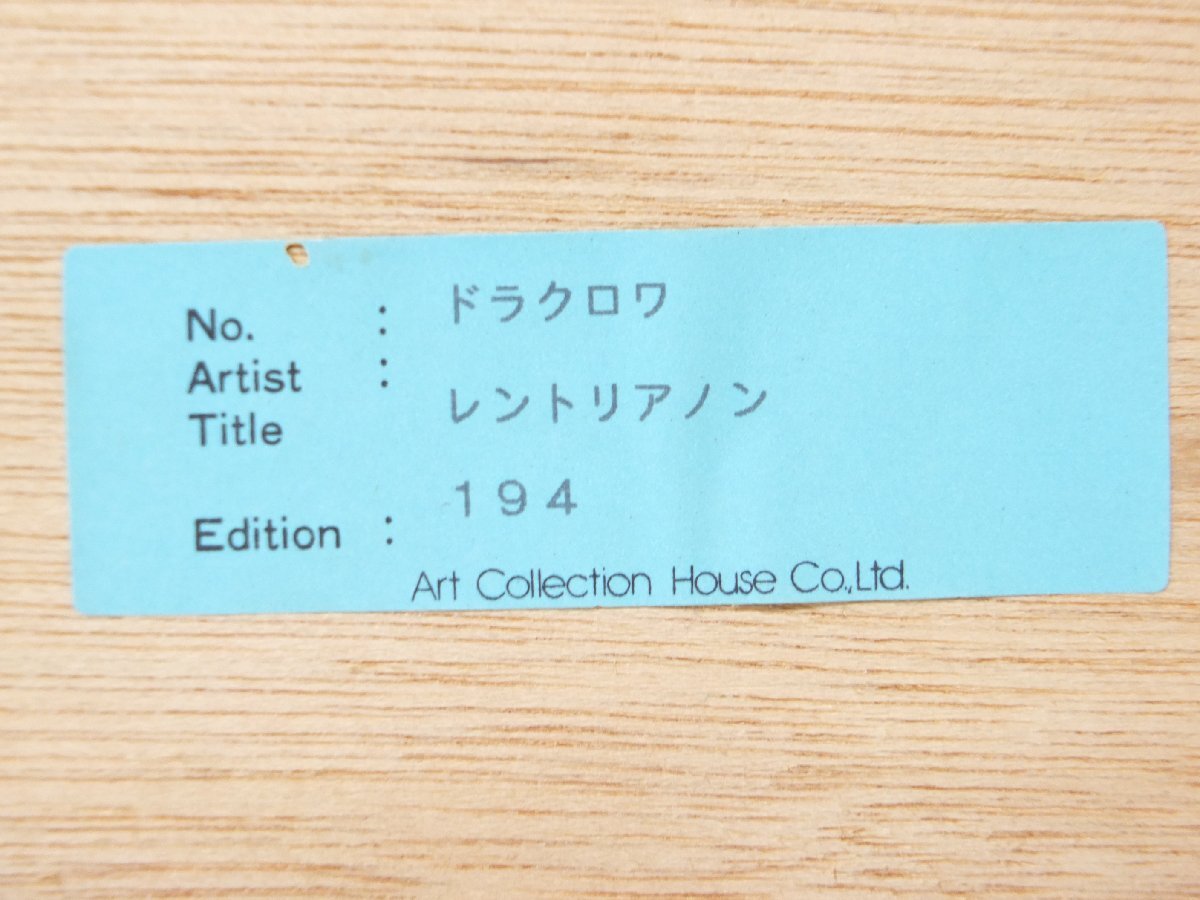 No. : ドラクロワ
Artist :
Title レントリアノン
Edition : 194
Art Collection House Co.,Ltd.